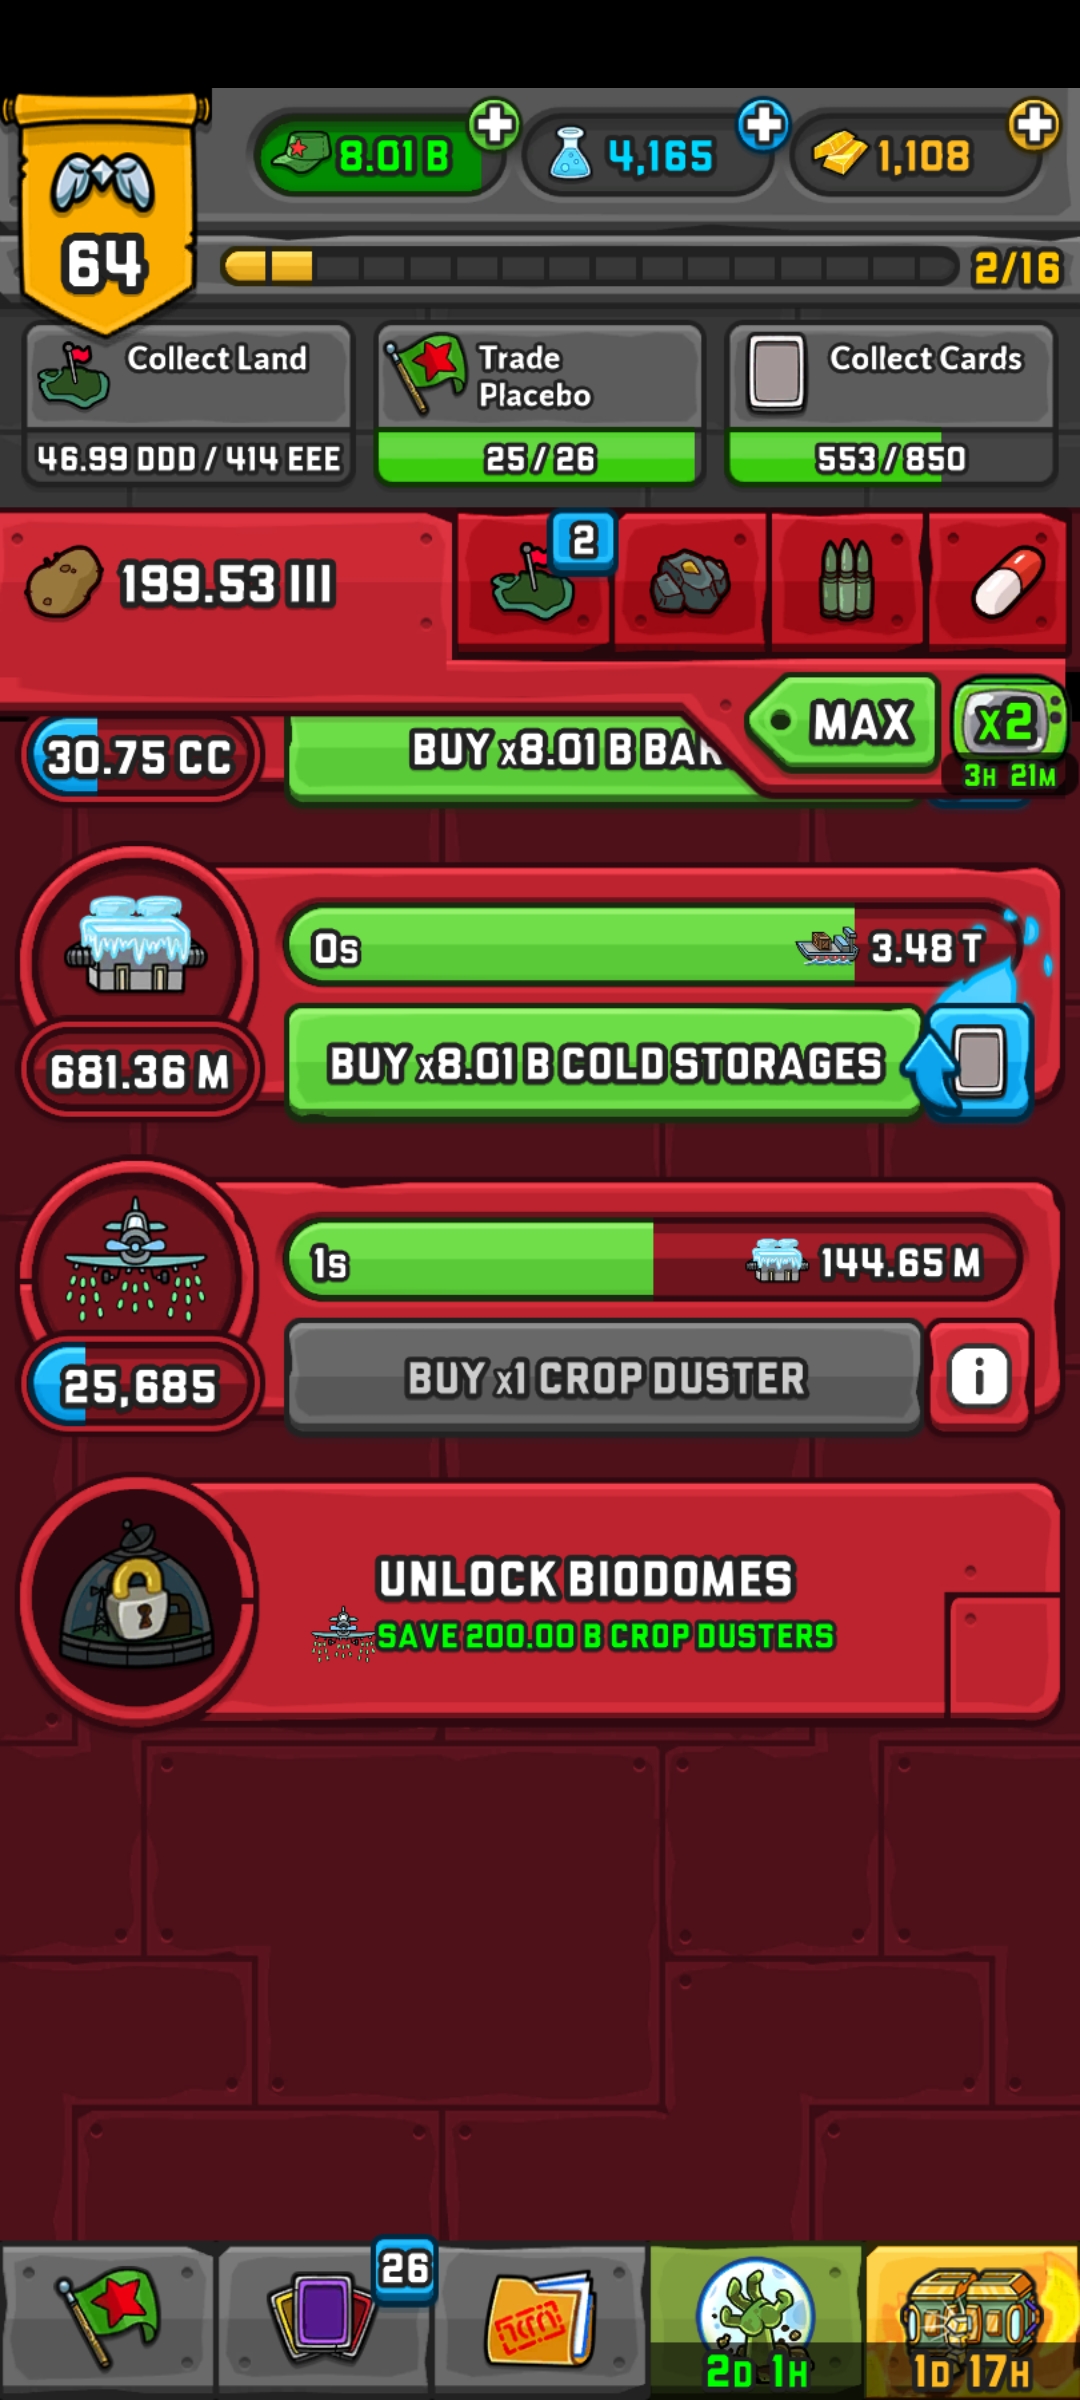 8.01 B
4,165
1,108
64
2/16
Collect Land
46.99 DDD / 414 EEE
Trade
Placebo
25 / 26
Collect Cards
553 / 850
199.53 III
2
MAX
x2
3H 21M
30.75 CC
BUY x8.01 B BAR
0s
3.48 T
681.36 M
BUY x8.01 B COLD STORAGES
1s
144.65 M
25,685
BUY x1 CROP DUSTER
i
UNLOCK BIODOMES
SAVE 200.00 B CROP DUSTERS
26
2D 1H
1D 17H